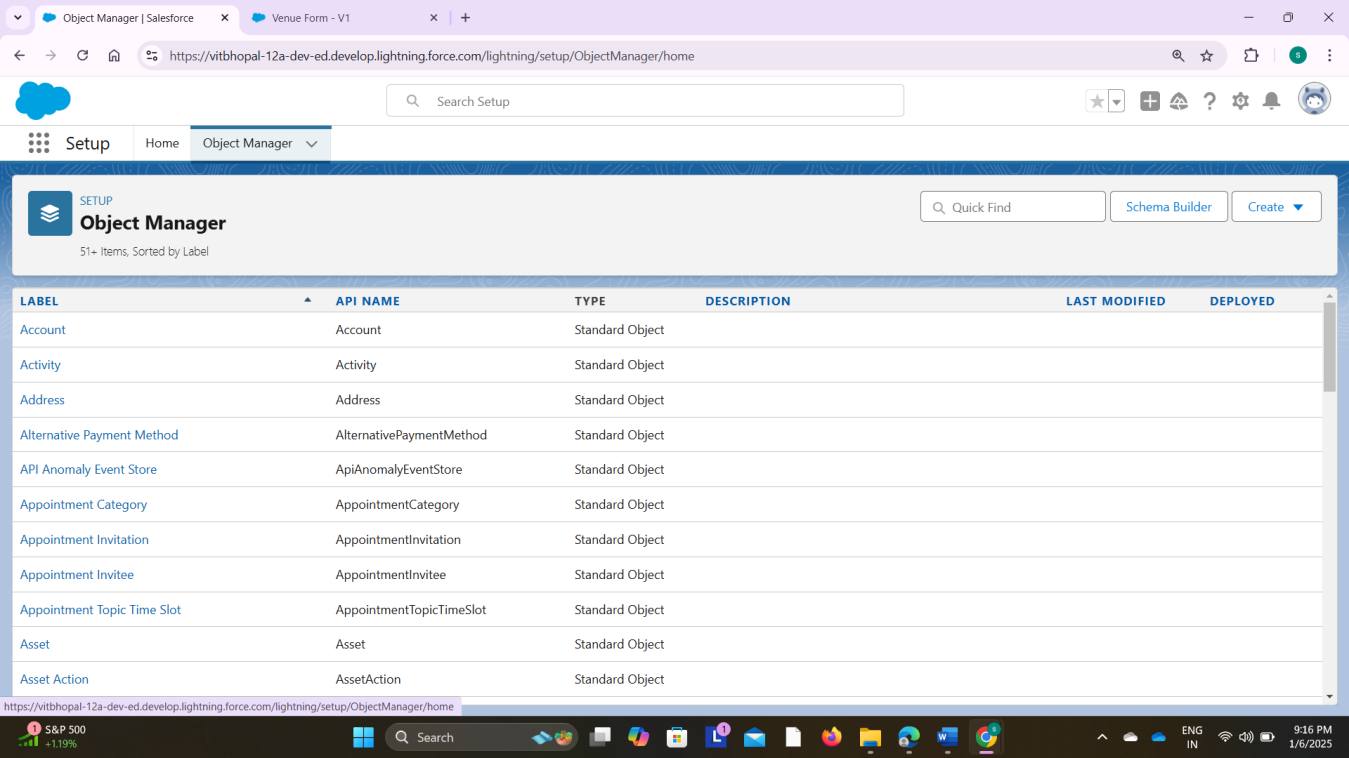 Object Manager | Salesforce
Venue Form - V1
https://vitbhopal-12a-dev-ed.develop.lightning.force.com/lightning/setup/ObjectManager/home
S
Search Setup
Setup
Home
Object Manager
SETUP
Object Manager
51+ Items, Sorted by Label
Quick Find
Schema Builder
Create
LABEL API NAME TYPE DESCRIPTION LAST MODIFIED DEPLOYED
Account Account Standard Object
Activity Activity Standard Object
Address Address Standard Object
Alternative Payment Method AlternativePaymentMethod Standard Object
API Anomaly Event Store ApiAnomalyEventStore Standard Object
Appointment Category AppointmentCategory Standard Object
Appointment Invitation AppointmentInvitation Standard Object
Appointment Invitee AppointmentInvitee Standard Object
Appointment Topic Time Slot AppointmentTopicTimeSlot Standard Object
Asset Asset Standard Object
Asset Action AssetAction Standard Object
https://vitbhopal-12a-dev-ed.develop.lightning.force.com/lightning/setup/ObjectManager/home
1
S&P 500
+1.19%
Search
L
1
W
S
ENG
IN
9:16 PM
1/6/2025